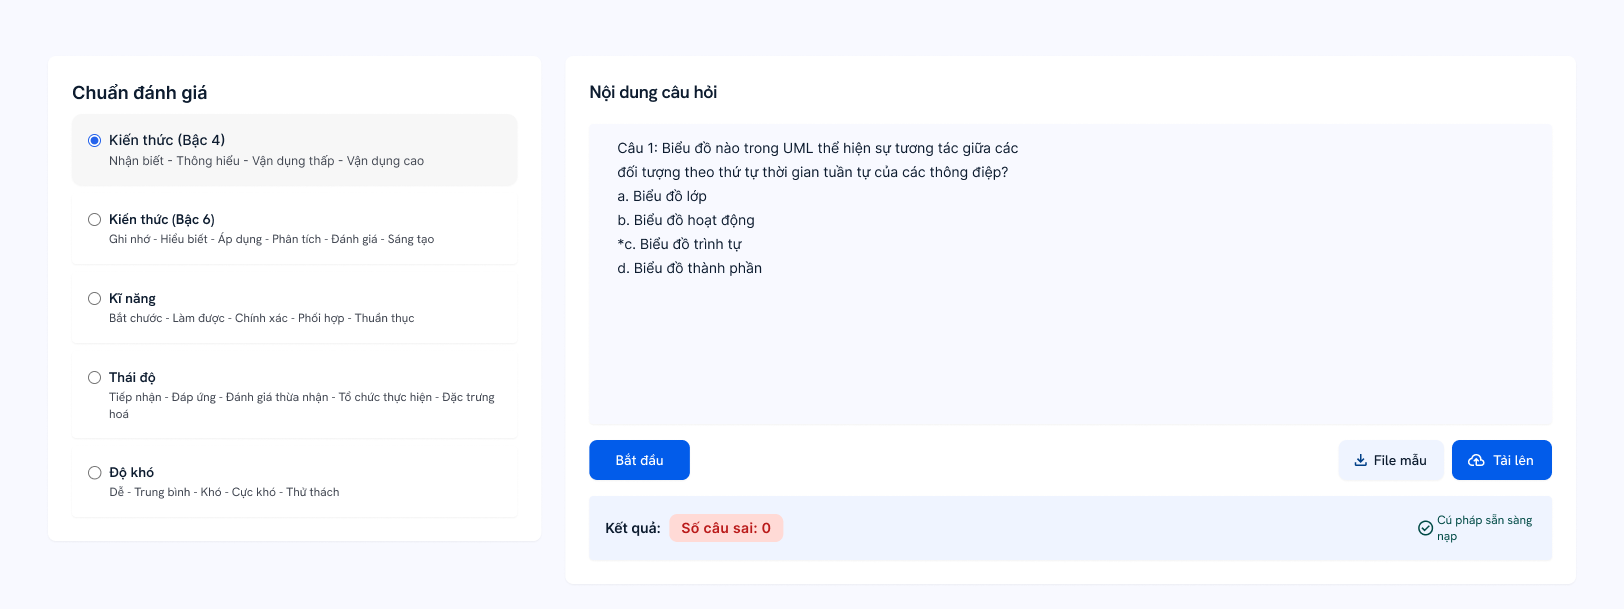 Chuẩn đánh giá
Kiến thức (Bậc 4)
Nhận biết - Thông hiểu - Vận dụng thấp - Vận dụng cao
Kiến thức (Bậc 6)
Ghi nhớ - Hiểu biết - Áp dụng - Phân tích - Đánh giá - Sáng tạo
Kĩ năng
Bắt chước - Làm được - Chính xác - Phối hợp - Thuần thục
Thái độ
Tiếp nhận - Đáp ứng - Đánh giá thừa nhận - Tổ chức thực hiện - Đặc trưng
hoá
Độ khó
Dễ - Trung bình - Khó - Cực khó - Thử thách
Nội dung câu hỏi
Câu 1: Biểu đồ nào trong UML thể hiện sự tương tác giữa các
đối tượng theo thứ tự thời gian tuần tự của các thông điệp?
a. Biểu đồ lớp
b. Biểu đồ hoạt động
*c. Biểu đồ trình tự
d. Biểu đồ thành phần
Bắt đầu
File mẫu
Tải lên
Kết quả:
Số câu sai: 0
Cú pháp sẵn sàng
nạp